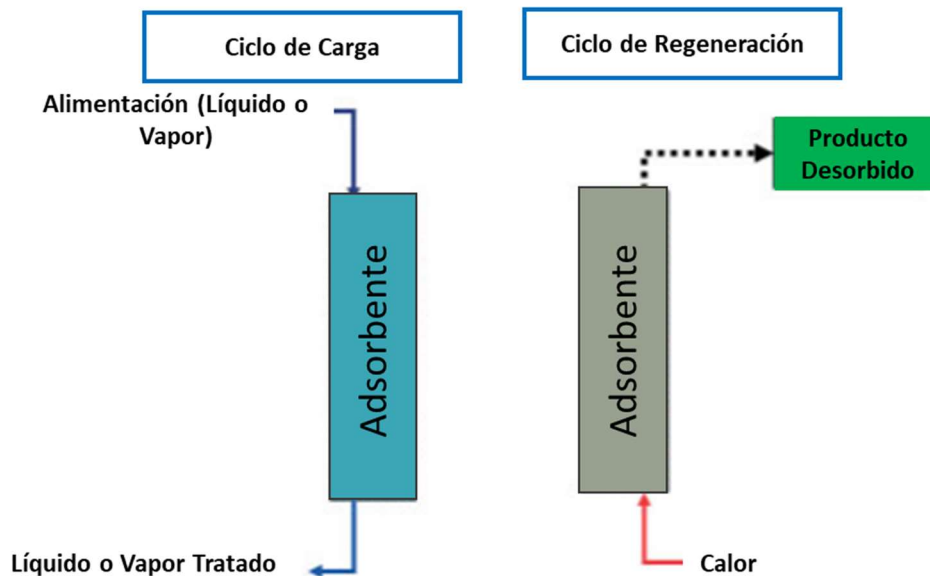 Ciclo de Carga
Ciclo de Regeneración
Alimentación (Líquido o
Vapor)
Producto
Desorbido
Adsorbente
Adsorbente
Líquido o Vapor Tratado
Calor